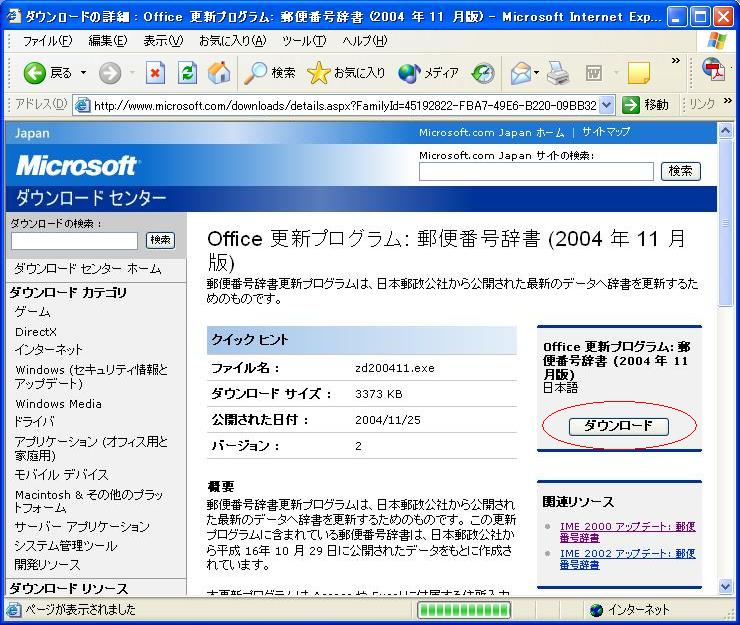 ダウンロードの詳細 : Office 更新プログラム: 郵便番号辞書 (2004 年 11 月版) - Microsoft Internet Exp...
ファイル(F) 編集(E) 表示(V) お気に入り(A) ツール(T) ヘルプ(H)
戻る 検索 お気に入り メディア
アドレス(D) http://www.microsoft.com/downloads/details.aspx?FamilyId=45192822-FBA7-49E6-B220-09BB32 移動 リンク
Japan
Microsoft.com Japan ホーム | サイトマップ
Microsoft
Microsoft.com Japan サイトの検索:
検索
ダウンロード センター
ダウンロードの検索 :
検索
ダウンロード センター ホーム
ダウンロード カテゴリ
ゲーム
DirectX
インターネット
Windows (セキュリティ情報と
アップデート)
Windows Media
ドライバ
アプリケーション (オフィス用と
家庭用)
モバイル デバイス
Macintosh & その他のプラッ
トフォーム
サーバー アプリケーション
システム管理ツール
開発リソース
ダウンロード リソース
Office 更新プログラム: 郵便番号辞書 (2004 年 11 月
版)
郵便番号辞書更新プログラムは、日本郵政公社から公開された最新のデータへ辞書を更新するた
めのものです。
クイック ヒント
ファイル名 : zd200411.exe
ダウンロード サイズ : 3373 KB
公開された日付 : 2004/11/25
バージョン : 2
概要
郵便番号辞書更新プログラムは、日本郵政公社から公開され
た最新のデータへ辞書を更新するためのものです。この更新
プログラムに含まれている郵便番号辞書は、日本郵政公社か
ら平成 16年 10 月 29 日に公開されたデータをもとに作成さ
れています。
本更新プログラムは Access や Excel に付属する住所入力
Office 更新プログラム: 郵
便番号辞書 (2004 年 11
月版)
日本語
ダウンロード
関連リソース
IME 2000 アップデート: 郵便
番号辞書
IME 2002 アップデート: 郵便
番号辞書
ページが表示されました
インターネット